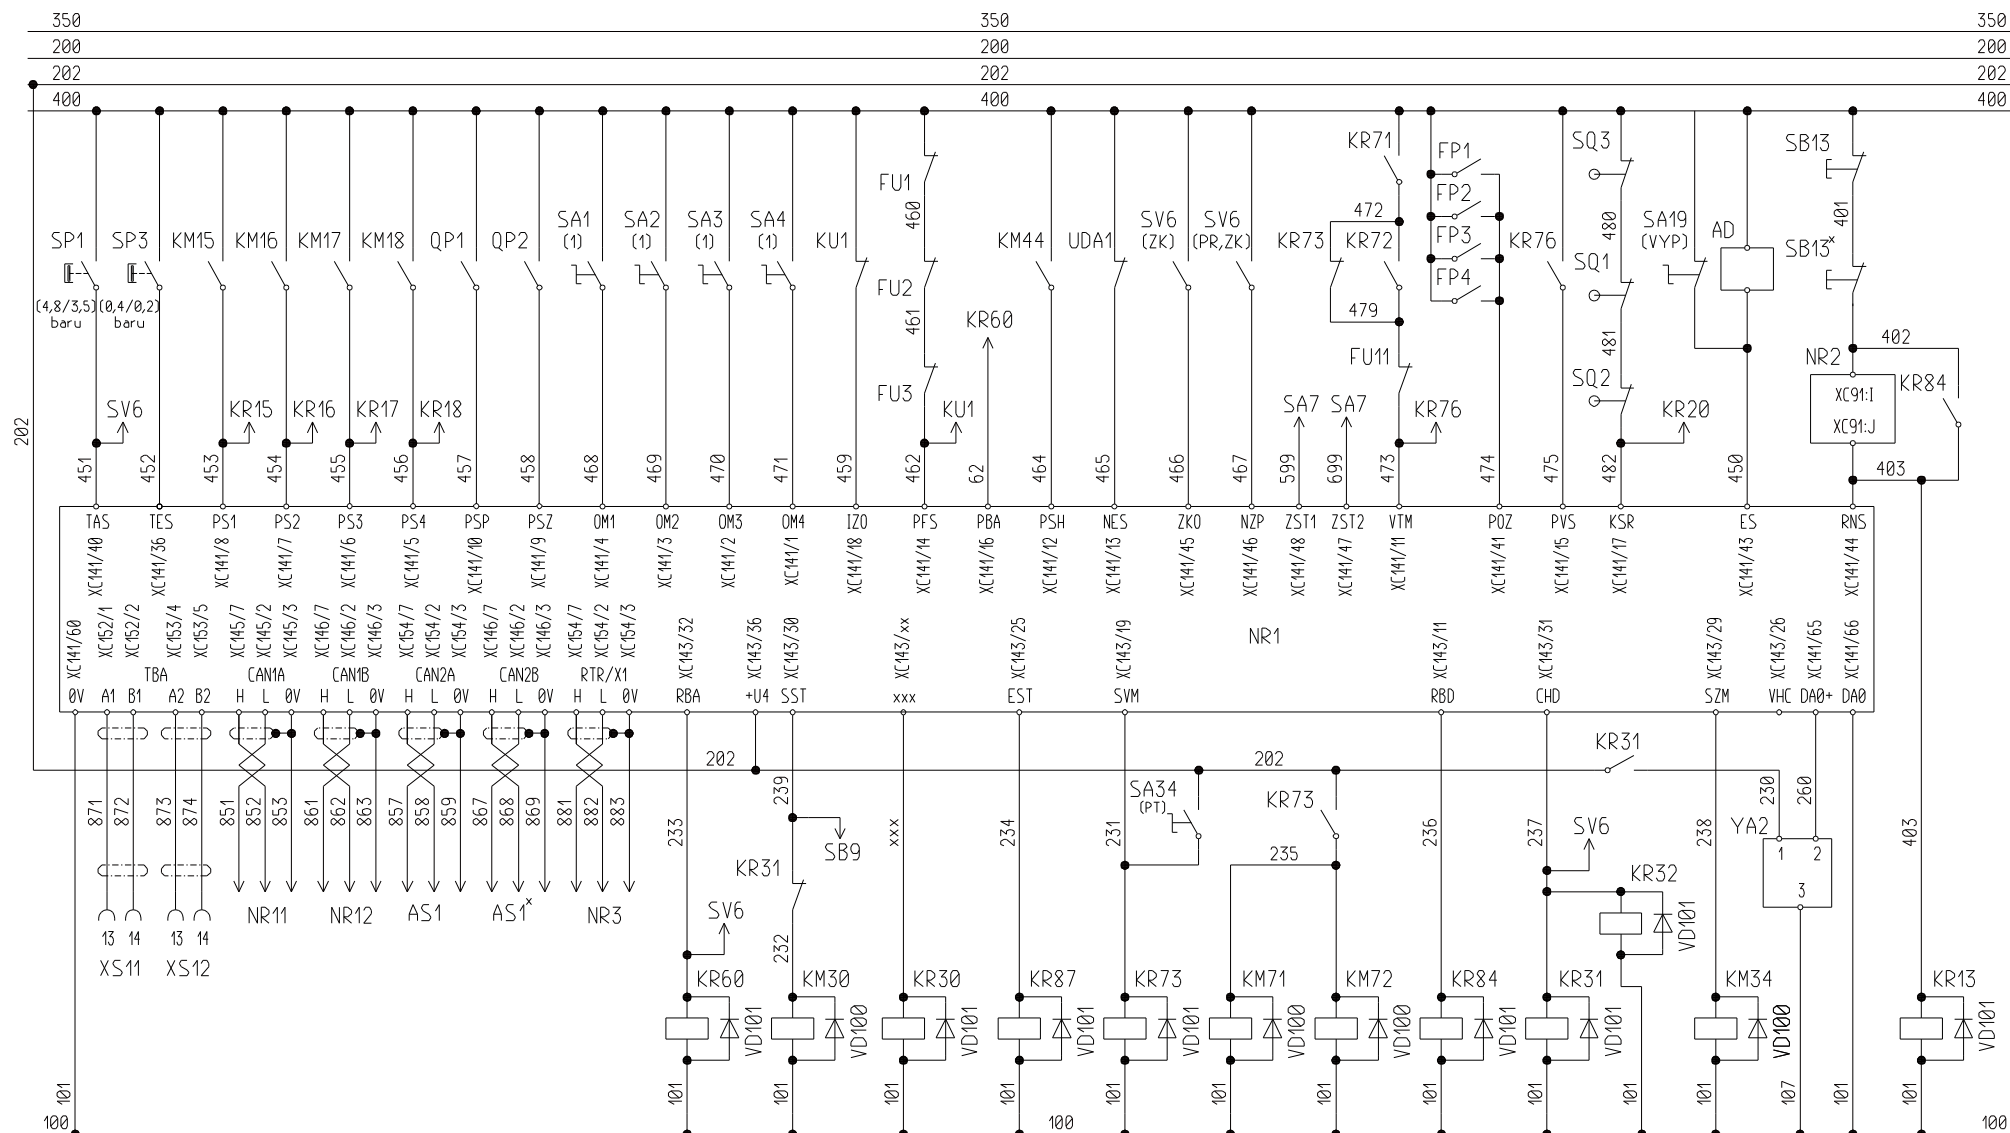 350 350 350
200 200 200
202 202 202
400 400 400
KR71 FP1 SQ3 SB13
FU1 FP2
460 472 480 401
SP1 SP3 KM15 KM16 KM17 KM18 QP1 QP2 SA1 SA2 SA3 SA4 KU1 KM44 UDA1 SV6 SV6 KR73 KR72 FP3 KR76 SA19 AD SB13x
(1) (1) (1) (1) (ZK) (PR,ZK) (VYP)
FP4 SQ1
FU2
(4,8/3,5) (0,4/0,2)
baru baru
461 KR60 479 481 402
FU11 NR2
FU3 SQ2 KR84
XC91:I
XC91:J
SV6 KR15 KR16 KR17 KR18 KU1 SA7 SA7 KR76 KR20
202
451 452 453 454 455 456 457 458 468 469 470 471 459 462 62 464 465 466 467 599 699 473 474 475 482 450 403
TAS TES PS1 PS2 PS3 PS4 PSP PSZ OM1 OM2 OM3 OM4 IZO PFS PBA PSH NES ZKO NZP ZST1 ZST2 VTM POZ PVS KSR ES RNS
XC141/40 XC141/36 XC141/8 XC141/7 XC141/6 XC141/5 XC141/10 XC141/9 XC141/4 XC141/3 XC141/2 XC141/1 XC141/18 XC141/14 XC141/16 XC141/12 XC141/13 XC141/45 XC141/46 XC141/48 XC141/47 XC141/11 XC141/41 XC141/15 XC141/17 XC141/43 XC141/44
XC141/60 XC152/1 XC152/2 XC153/4 XC153/5 XC145/7 XC145/2 XC145/3 XC146/7 XC146/2 XC146/3 XC154/7 XC154/2 XC154/3 XC146/7 XC146/2 XC146/3 XC154/7 XC154/2 XC154/3 XC143/32 XC143/36 XC143/30 XC143/xx XC143/25 XC143/19 NR1 XC143/11 XC143/31 XC143/29 XC143/26 XC141/65 XC141/66
TBA CAN1A CAN1B CAN2A CAN2B RTR/X1
0V A1 B1 A2 B2 H L 0V H L 0V H L 0V H L 0V H L 0V RBA +U4 SST xxx EST SVM RBD CHD SZM VHC DA0+ DA0
202 202 KR31
871 872 873 874 851 852 853 861 862 863 857 858 859 867 868 869 881 882 883 233 239 xxx 234 231 SA34 KR73 236 237 238 230 260 403
(PT)
SV6 YA2
SB9 235 1 2
KR31 KR32 3
VD101
NR11 NR12 AS1 AS1x NR3 SV6
13 14 13 14 232
XS11 XS12
KR60 KM30 KR30 KR87 KR73 KM71 KM72 KR84 KR31 KM34 KR13
VD101 VD100 VD101 VD101 VD101 VD100 VD100 VD101 VD101 VD100 VD101
101 101 101 101 101 101 101 101 101 101 101 101 107 101 101
100 100 100